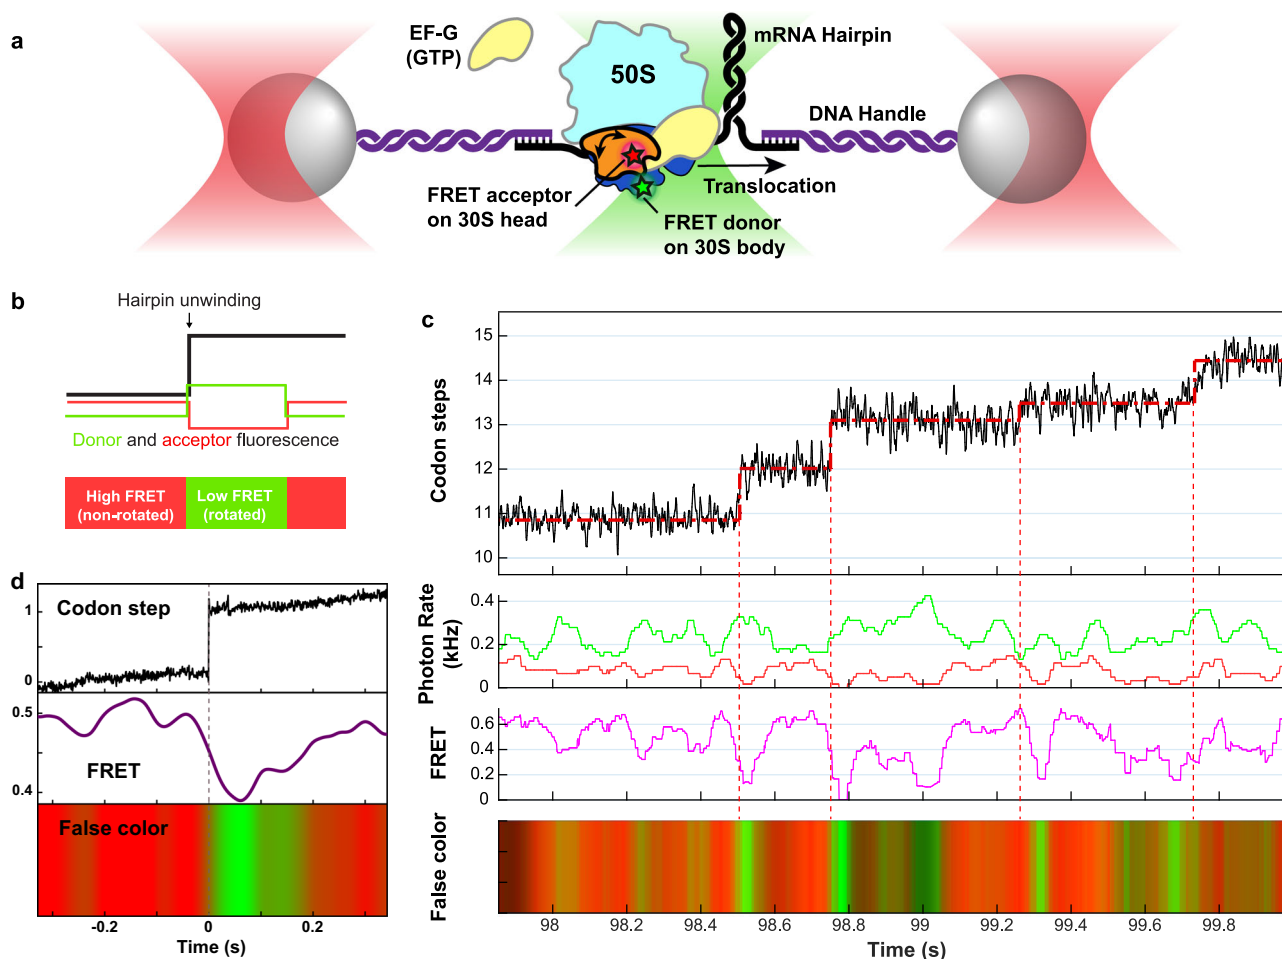 a
EF-G
(GTP)
50S
mRNA Hairpin
DNA Handle
Translocation
FRET acceptor
on 30S head
FRET donor
on 30S body
b
Hairpin unwinding
Donor and acceptor fluorescence
High FRET
(non-rotated)
Low FRET
(rotated)
c
Codon steps
15
14
13
12
11
10
Photon Rate
(kHz)
0.4
0.2
0
FRET
0.6
0.4
0.2
0
False color
98
98.2
98.4
98.6
98.8
99
99.2
99.4
99.6
99.8
Time (s)
d
Codon step
1
0
0.5
0.4
FRET
False color
-0.2
0
0.2
Time (s)